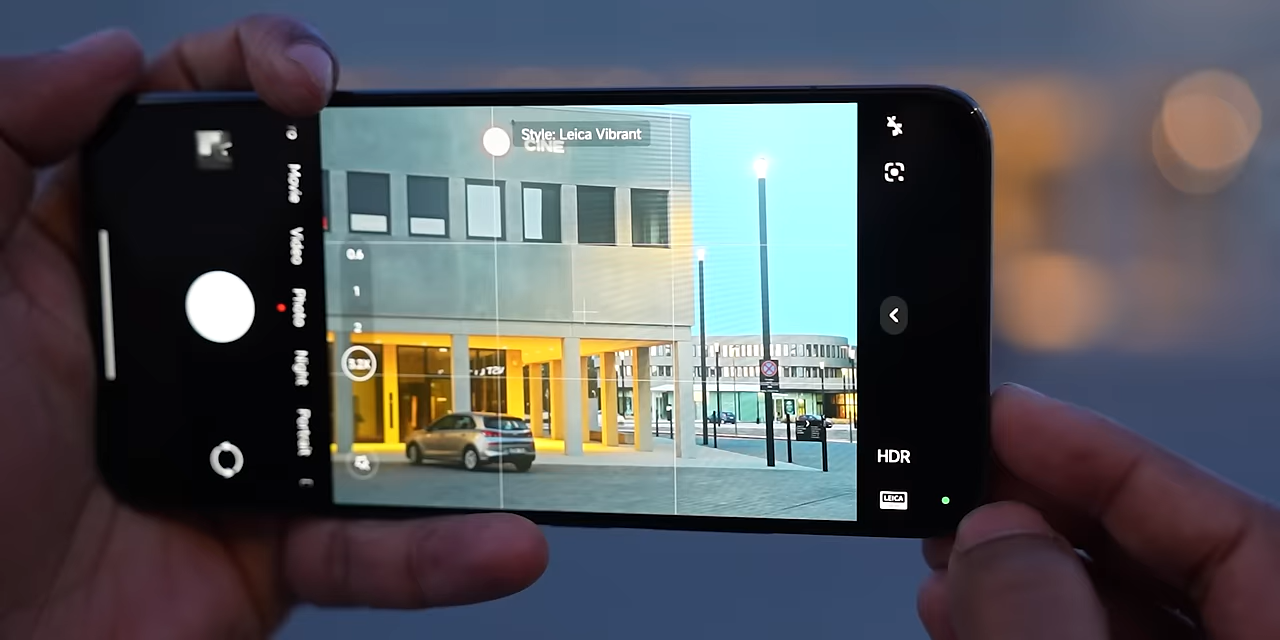 Style: Leica Vibrant
CINE
Movie
Video
Photo
Night
Portrait
0.6
1
2
3.2X
HDR
LEICA